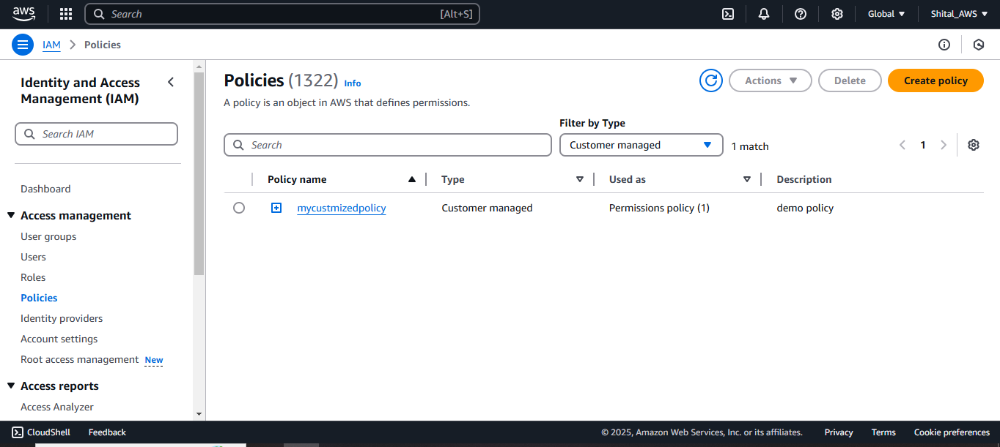 aws
Search [Alt+S]
Global
Shital_AWS
IAM
Policies
Identity and Access
Management (IAM)
Search IAM
Dashboard
Access management
User groups
Users
Roles
Policies
Identity providers
Account settings
Root access management New
Access reports
Access Analyzer
Policies (1322) Info
A policy is an object in AWS that defines permissions.
Actions
Delete
Create policy
Filter by Type
Search
Customer managed
1 match
1
Policy name Type Used as Description
mycustmizedpolicy Customer managed Permissions policy (1) demo policy
CloudShell Feedback © 2025, Amazon Web Services, Inc. or its affiliates. Privacy Terms Cookie preferences